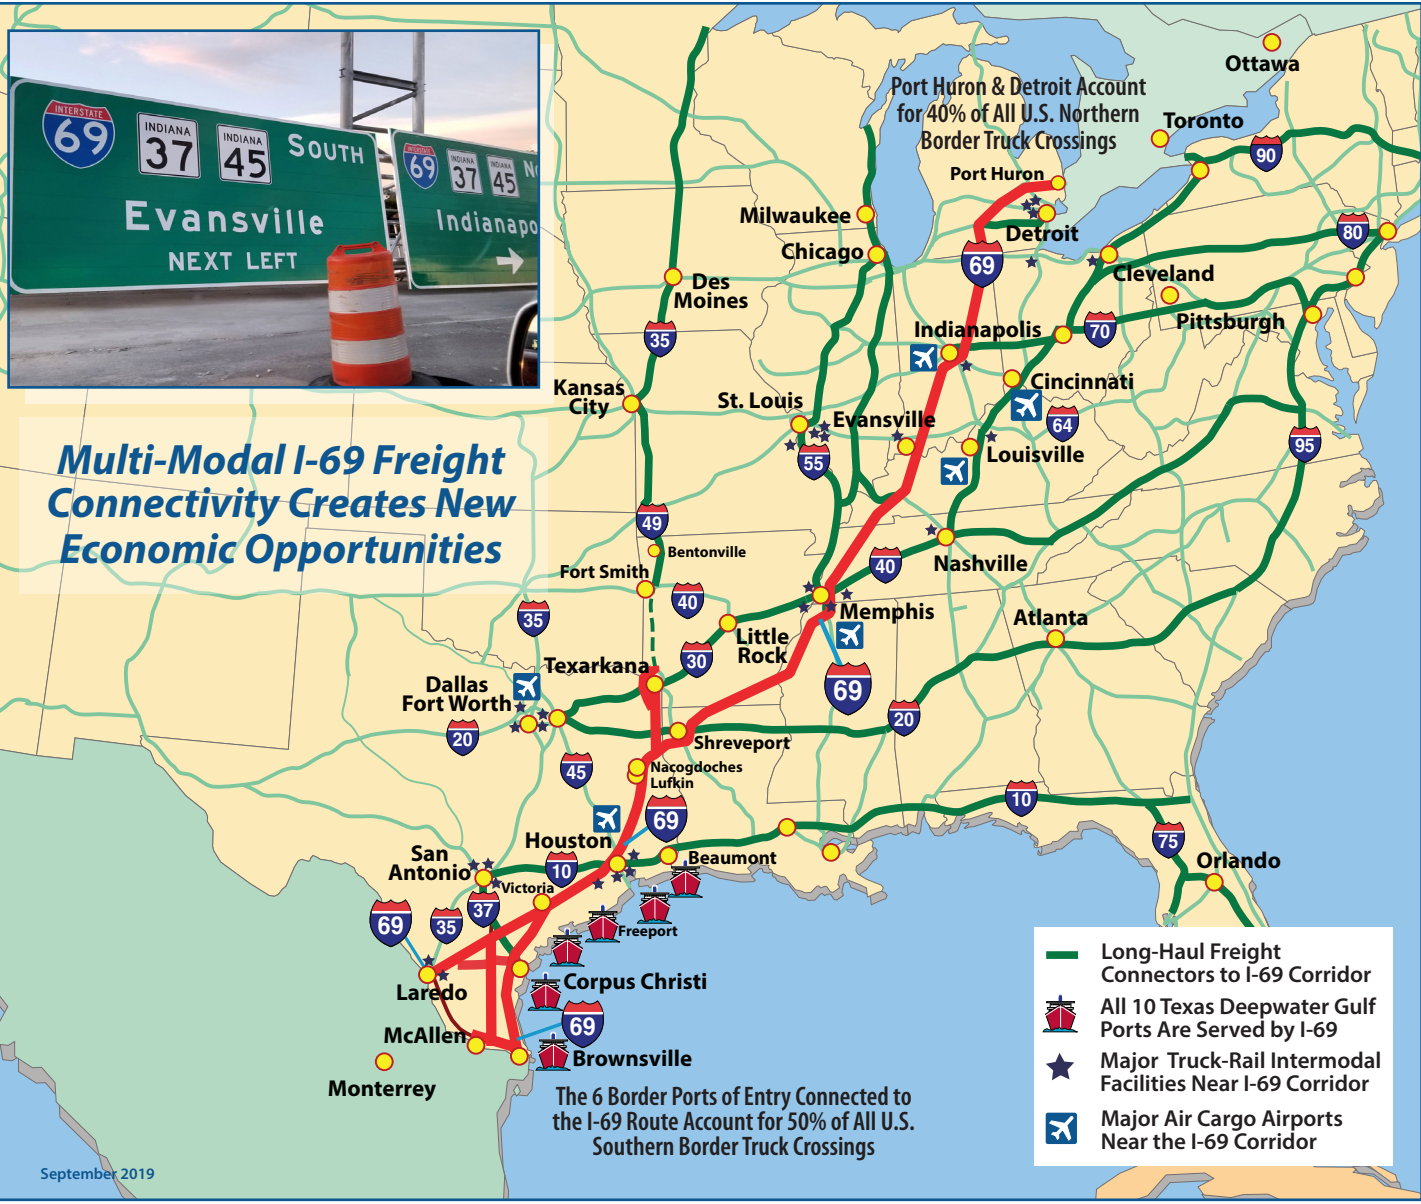 INTERSTATE
69
INDIANA
37
INDIANA
45
SOUTH
Evansville
NEXT LEFT
INTERSTATE
69
INDIANA
37
INDIANA
45
Indianapo
Multi-Modal I-69 Freight
Connectivity Creates New
Economic Opportunities
Port Huron & Detroit Account
for 40% of All U.S. Northern
Border Truck Crossings
Ottawa
Toronto
90
Port Huron
Milwaukee
Detroit
80
Chicago
69
Cleveland
Des
Moines
Pittsburgh
35
Indianapolis
70
Kansas
City
Cincinnati
St. Louis
Evansville
64
95
Louisville
55
49
Bentonville
Nashville
40
Fort Smith
40
35
Memphis
Atlanta
Little
Rock
30
Texarkana
69
Dallas
Fort Worth
20
20
Shreveport
Nacogdoches
Lufkin
45
10
69
Houston
75
San
Antonio
10
Beaumont
Orlando
Victoria
37
69
35
Freeport
Corpus Christi
Laredo
69
McAllen
Brownsville
Monterrey
The 6 Border Ports of Entry Connected to
the I-69 Route Account for 50% of All U.S.
Southern Border Truck Crossings
Long-Haul Freight
Connectors to I-69 Corridor
All 10 Texas Deepwater Gulf
Ports Are Served by I-69
Major Truck-Rail Intermodal
Facilities Near I-69 Corridor
Major Air Cargo Airports
Near the I-69 Corridor
September 2019